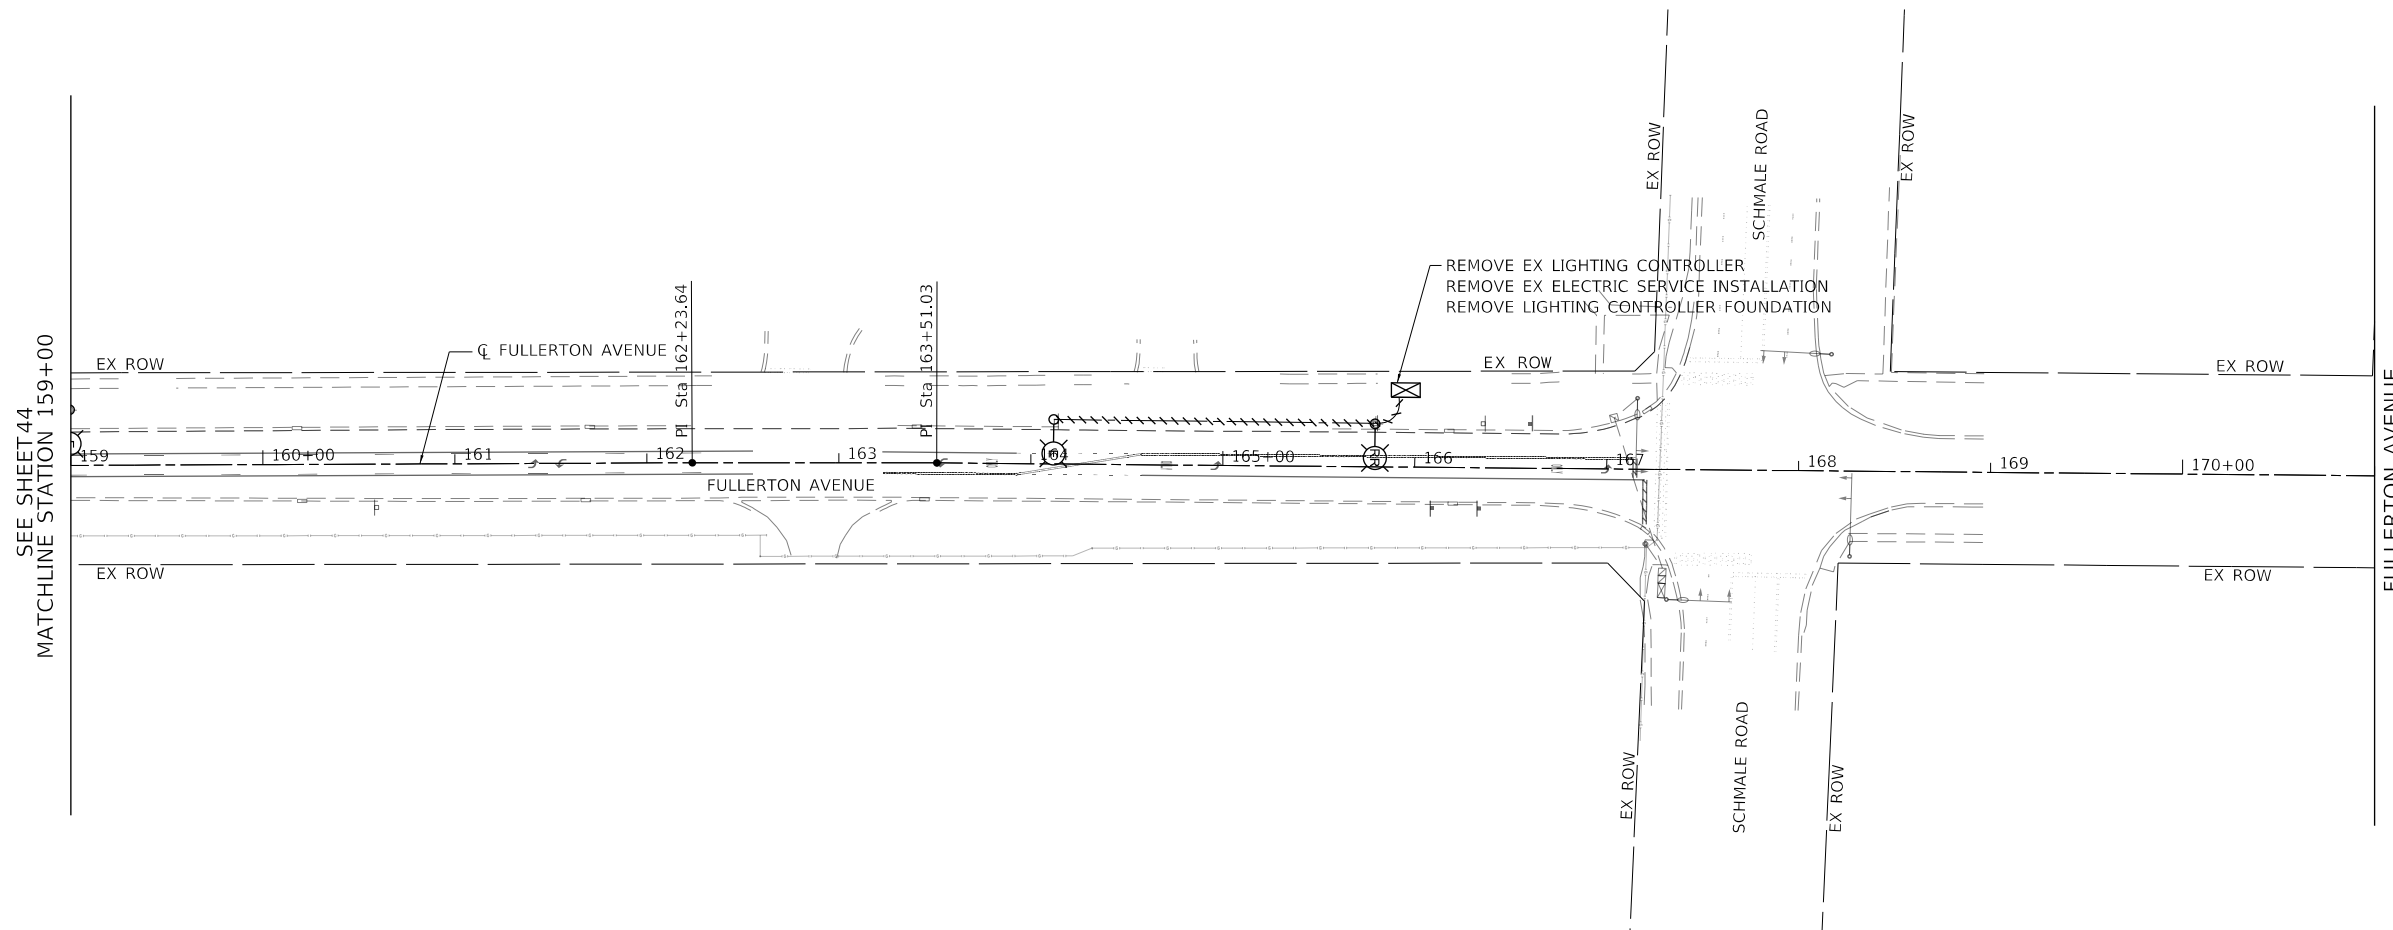 SCHMALE ROAD
EX ROW
EX ROW
REMOVE EX LIGHTING CONTROLLER
REMOVE EX ELECTRIC SERVICE INSTALLATION
REMOVE LIGHTING CONTROLLER FOUNDATION
PI Sta 162+23.64
PI Sta 163+51.03
℄ FULLERTON AVENUE
EX ROW
EX ROW
EX ROW
SEE SHEET 44
MATCHLINE STATION 159+00
159
160+00
161
162
163
164
165+00
166
167
168
169
170+00
FULLERTON AVENUE
FULLERTON AVENUE
EX ROW
EX ROW
SCHMALE ROAD
EX ROW
EX ROW